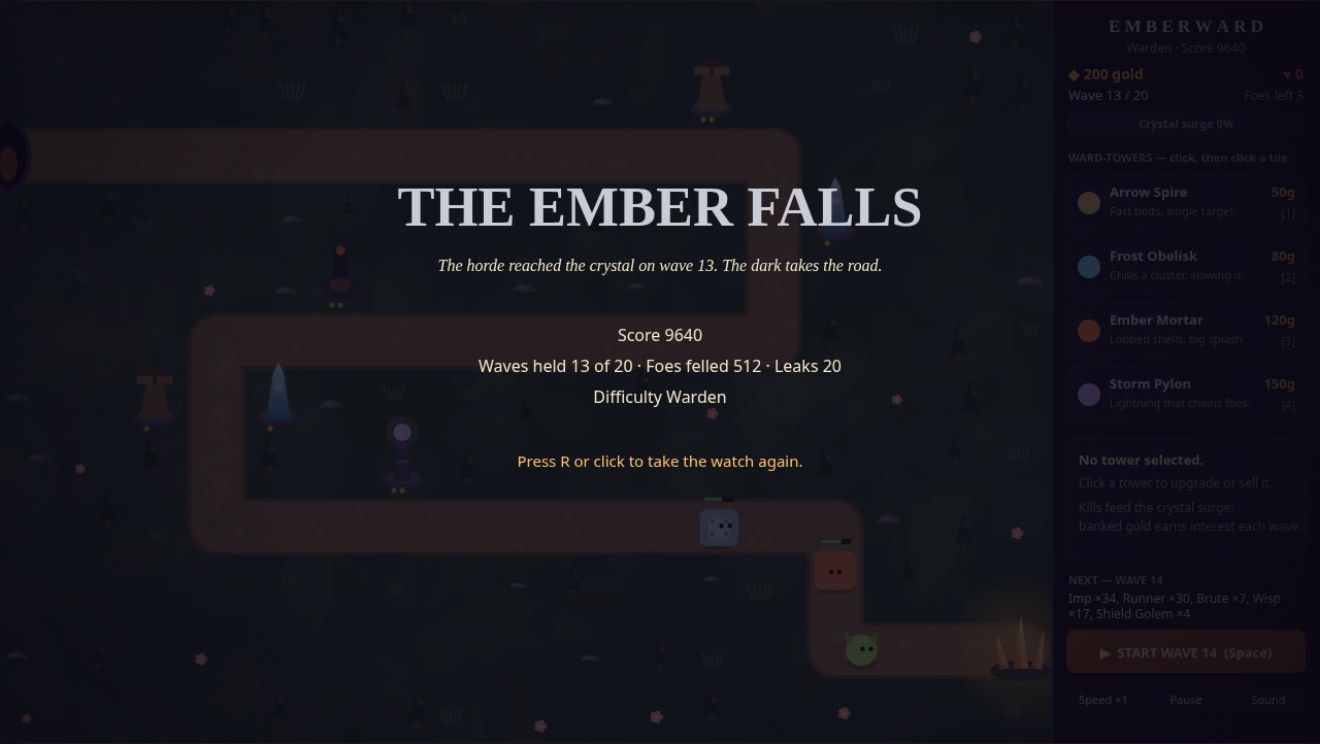 THE EMBER FALLS
The horde reached the crystal on wave 13. The dark takes the road.
Score 9640
Waves held 13 of 20 · Foes felled 512 · Leaks 20
Difficulty Warden
Press R or click to take the watch again.
EMBERWARD
Warden · Score 9640
◆ 200 gold ♥ 0
Wave 13 / 20 Foes left 3
Crystal surge 0%
WARD-TOWERS — click, then click a tile
Arrow Spire 50g
Fast bolts, single target. [1]
Frost Obelisk 80g
Chills a cluster, slowing it. [2]
Ember Mortar 120g
Lobbed shells, big splash. [3]
Storm Pylon 150g
Lightning that chains foes. [4]
No tower selected.
Click a tower to upgrade or sell it.
Kills feed the crystal surge;
banked gold earns interest each wave.
NEXT — WAVE 14
Imp ×34, Runner ×30, Brute ×7, Wisp
×17, Shield Golem ×4
▶ START WAVE 14 (Space)
Speed ×1 Pause Sound